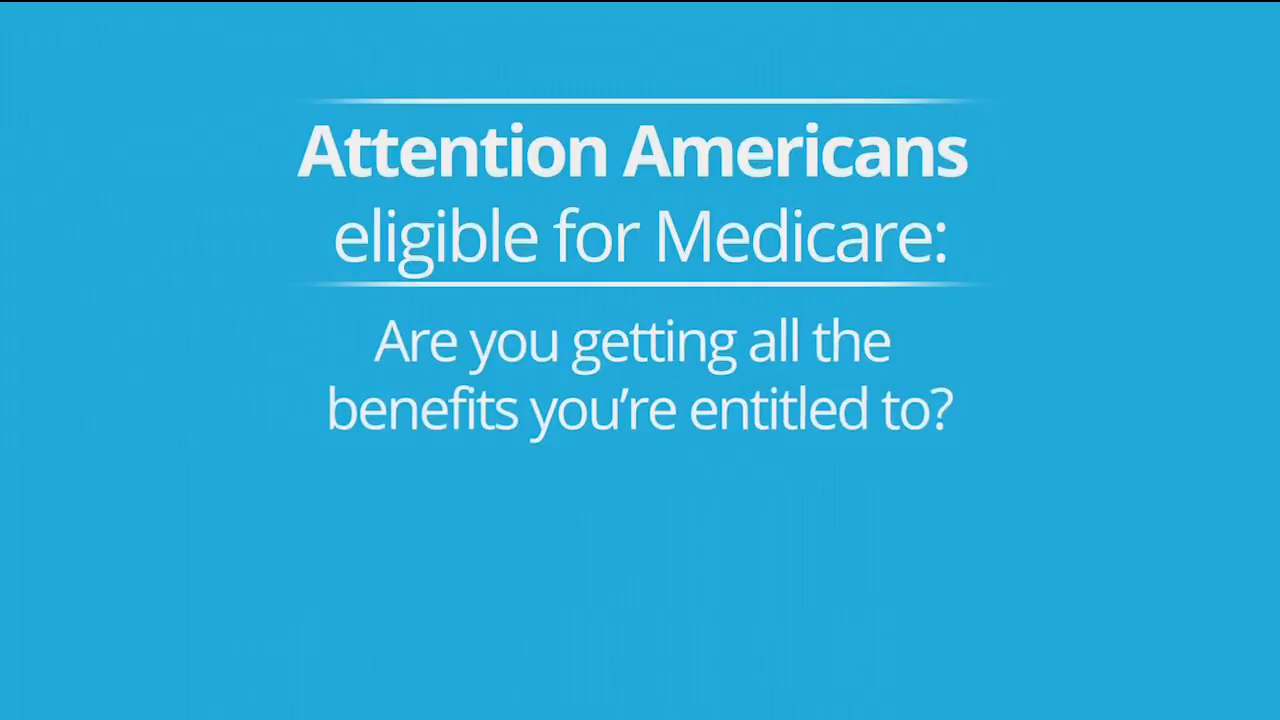 Attention Americans
eligible for Medicare:
Are you getting all the
benefits you're entitled to?